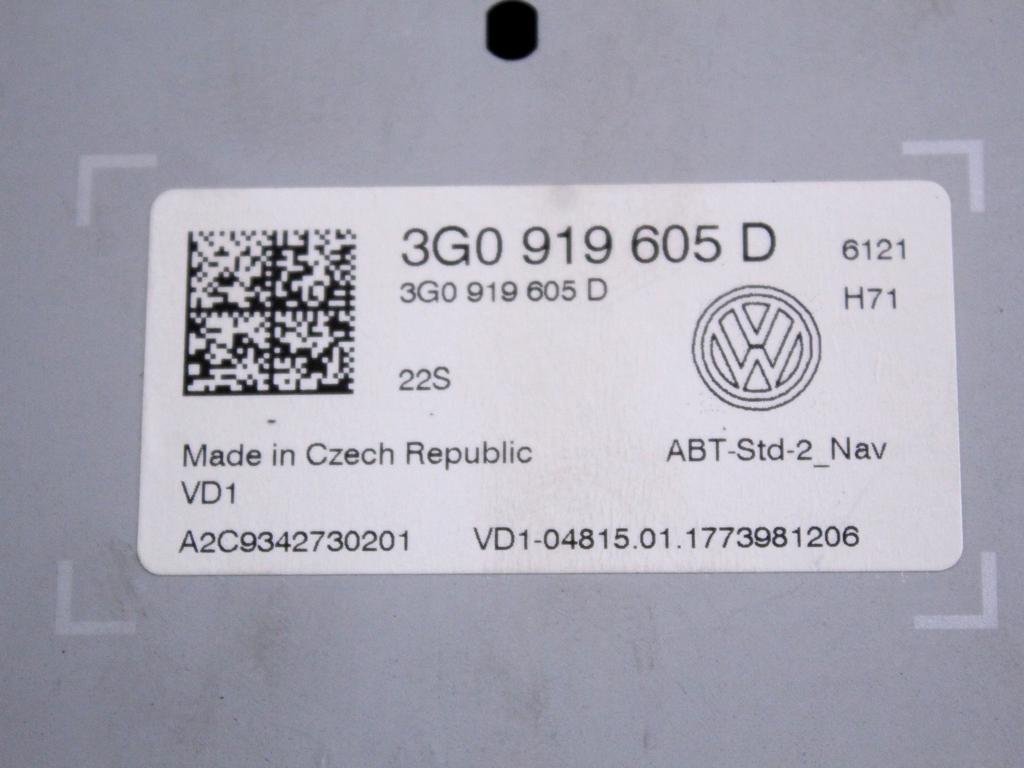 3G0 919 605 D
6121
3G0 919 605 D
H71
22S
Made in Czech Republic
ABT-Std-2_Nav
VD1
A2C9342730201
VD1-04815.01.1773981206